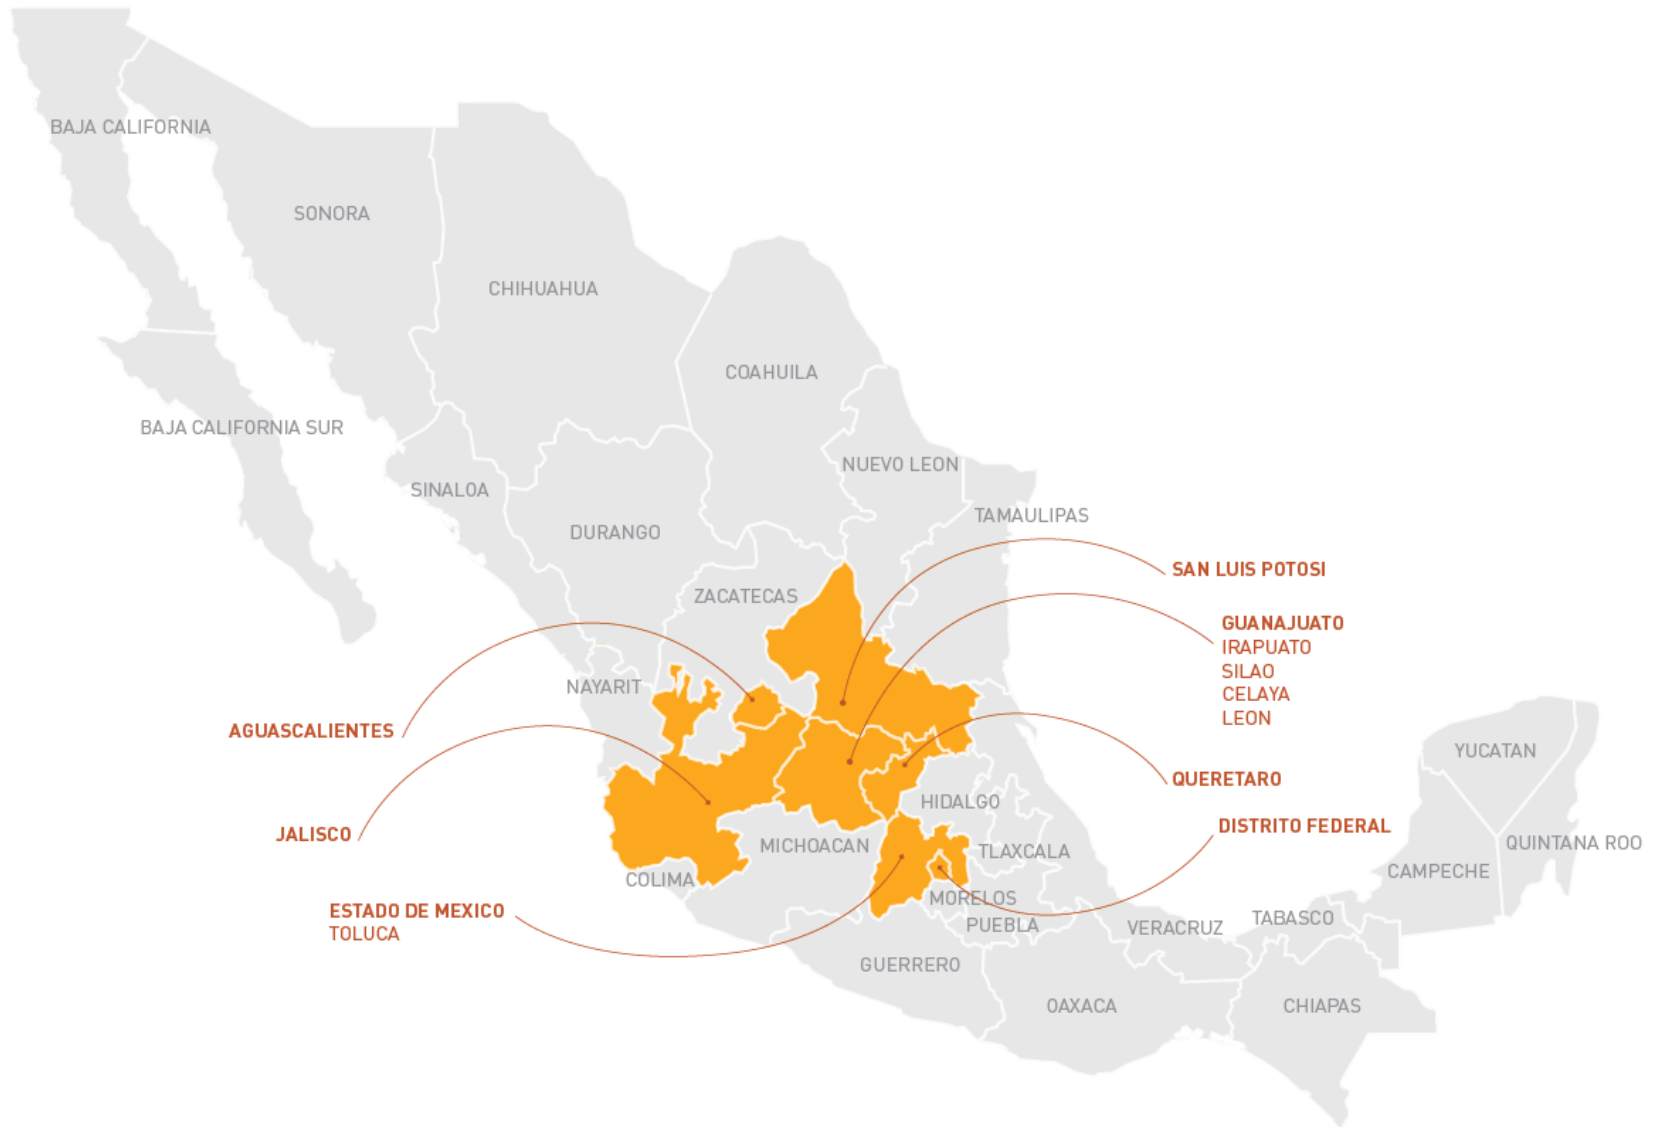 BAJA CALIFORNIA
SONORA
CHIHUAHUA
COAHUILA
BAJA CALIFORNIA SUR
NUEVO LEON
SINALOA
TAMAULIPAS
DURANGO
SAN LUIS POTOSI
ZACATECAS
GUANAJUATO
IRAPUATO
SILAO
CELAYA
LEON
NAYARIT
AGUASCALIENTES
YUCATAN
QUERETARO
HIDALGO
DISTRITO FEDERAL
JALISCO
MICHOACAN
TLAXCALA
QUINTANA ROO
CAMPECHE
COLIMA
MORELOS
ESTADO DE MEXICO
TOLUCA
PUEBLA
VERACRUZ
TABASCO
GUERRERO
OAXACA
CHIAPAS